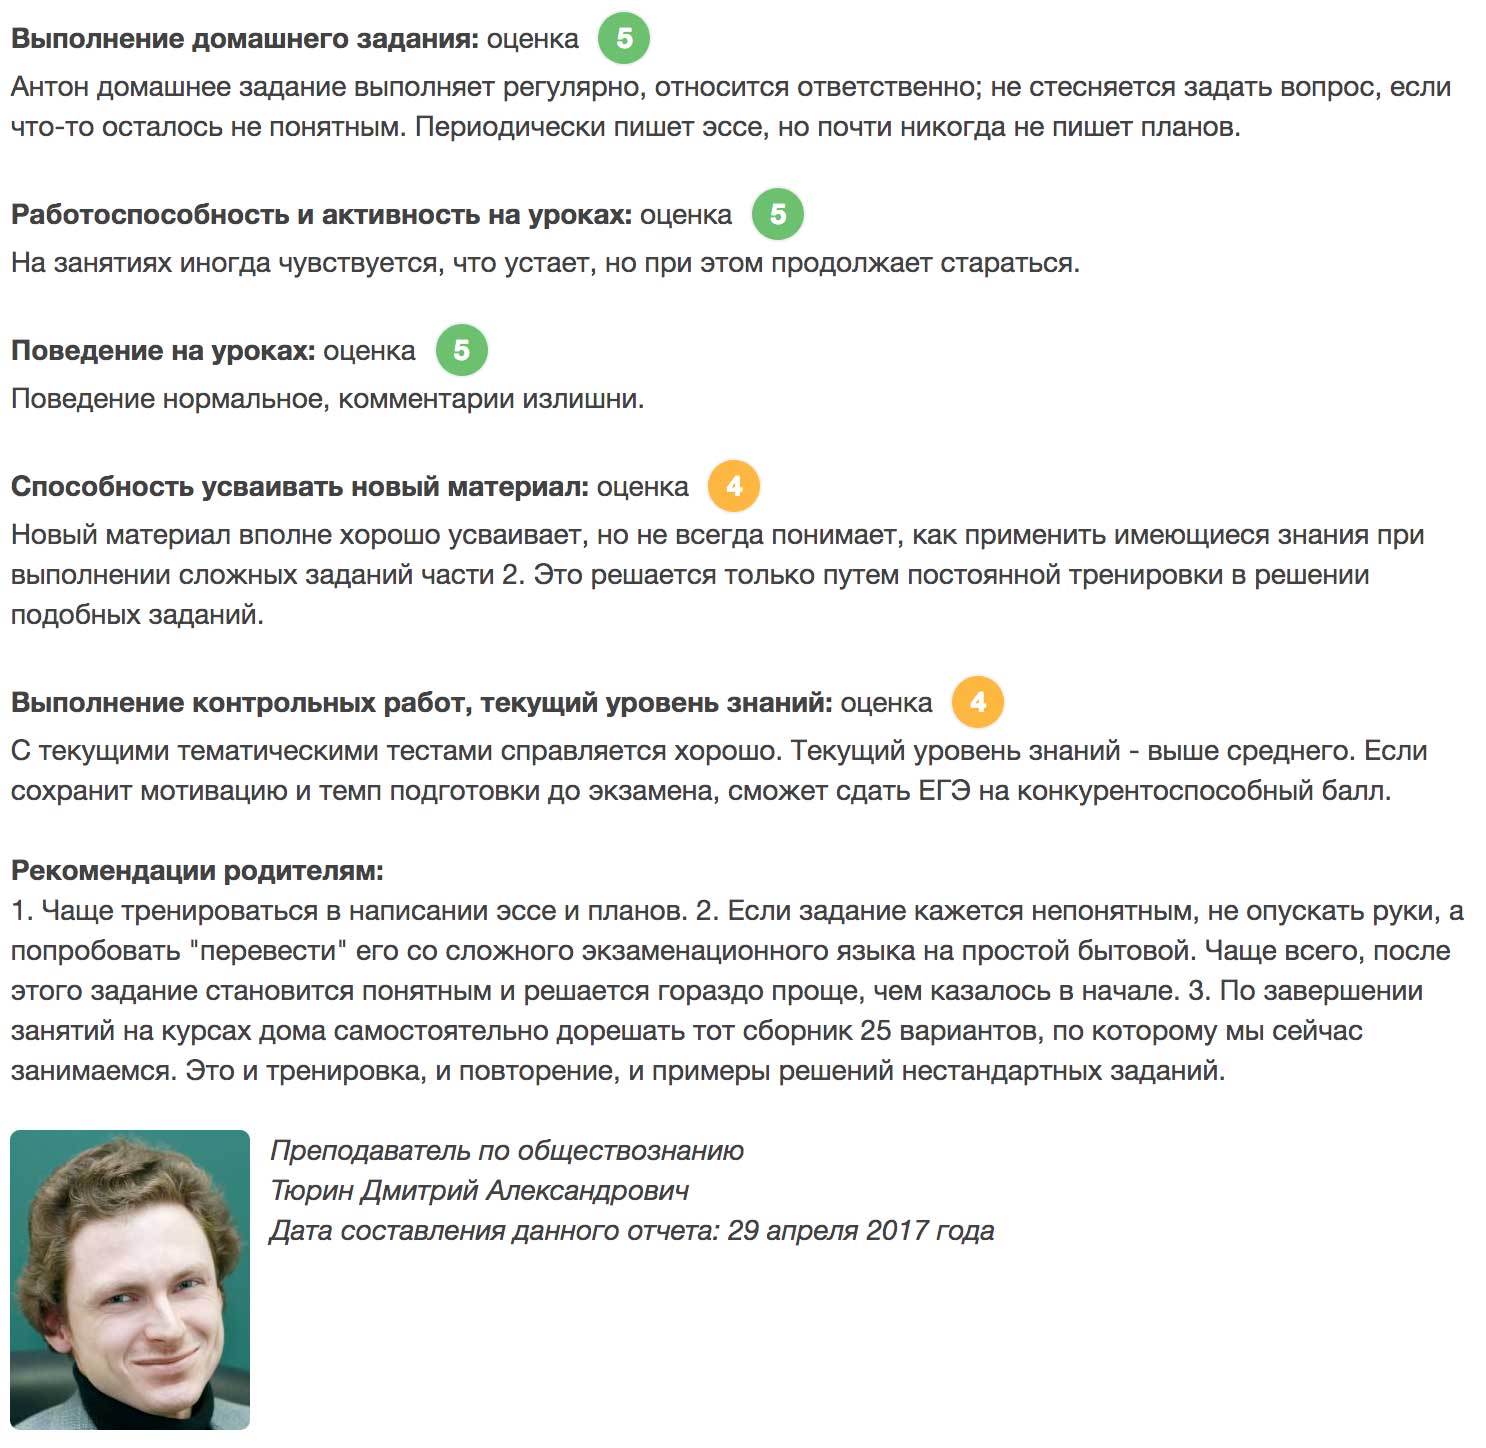 Выполнение домашнего задания: оценка 5
Антон домашнее задание выполняет регулярно, относится ответственно; не стесняется задать вопрос, если
что-то осталось не понятным. Периодически пишет эссе, но почти никогда не пишет планов.
Работоспособность и активность на уроках: оценка 5
На занятиях иногда чувствуется, что устает, но при этом продолжает стараться.
Поведение на уроках: оценка 5
Поведение нормальное, комментарии излишни.
Способность усваивать новый материал: оценка 4
Новый материал вполне хорошо усваивает, но не всегда понимает, как применить имеющиеся знания при
выполнении сложных заданий части 2. Это решается только путем постоянной тренировки в решении
подобных заданий.
Выполнение контрольных работ, текущий уровень знаний: оценка 4
С текущими тематическими тестами справляется хорошо. Текущий уровень знаний - выше среднего. Если
сохранит мотивацию и темп подготовки до экзамена, сможет сдать ЕГЭ на конкурентоспособный балл.
Рекомендации родителям:
1. Чаще тренироваться в написании эссе и планов. 2. Если задание кажется непонятным, не опускать руки, а
попробовать "перевести" его со сложного экзаменационного языка на простой бытовой. Чаще всего, после
этого задание становится понятным и решается гораздо проще, чем казалось в начале. 3. По завершении
занятий на курсах дома самостоятельно дорешать тот сборник 25 вариантов, по которому мы сейчас
занимаемся. Это и тренировка, и повторение, и примеры решений нестандартных заданий.
Преподаватель по обществознанию
Тюрин Дмитрий Александрович
Дата составления данного отчета: 29 апреля 2017 года